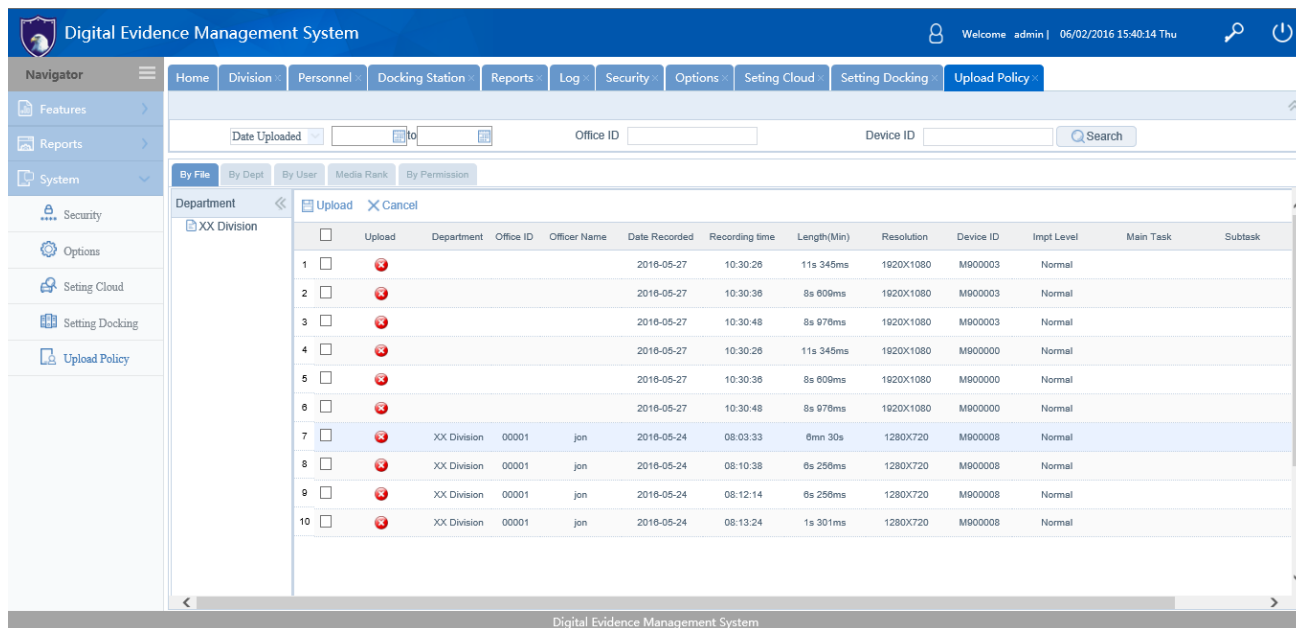 Digital Evidence Management System
Welcome admin | 06/02/2016 15:40:14 Thu
Navigator
Home Division× Personnel× Docking Station× Reports× Log× Security× Options× Seting Cloud× Setting Docking× Upload Policy×
Features
Reports
System
Security
Options
Seting Cloud
Setting Docking
Upload Policy
Date Uploaded to Office ID Device ID Search
By File By Dept By User Media Rank By Permission
Department
XX Division
Upload Cancel
Upload Department Office ID Officer Name Date Recorded Recording time Length(Min) Resolution Device ID Impt Level Main Task Subtask
1 2016-05-27 10:30:26 11s 345ms 1920X1080 M900003 Normal
2 2016-05-27 10:30:36 8s 609ms 1920X1080 M900003 Normal
3 2016-05-27 10:30:48 8s 976ms 1920X1080 M900003 Normal
4 2016-05-27 10:30:26 11s 345ms 1920X1080 M900000 Normal
5 2016-05-27 10:30:36 8s 609ms 1920X1080 M900000 Normal
6 2016-05-27 10:30:48 8s 976ms 1920X1080 M900000 Normal
7 XX Division 00001 jon 2016-05-24 08:03:33 6mn 30s 1280X720 M900008 Normal
8 XX Division 00001 jon 2016-05-24 08:10:38 6s 256ms 1280X720 M900008 Normal
9 XX Division 00001 jon 2016-05-24 08:12:14 6s 256ms 1280X720 M900008 Normal
10 XX Division 00001 jon 2016-05-24 08:13:24 1s 301ms 1280X720 M900008 Normal
Digital Evidence Management System